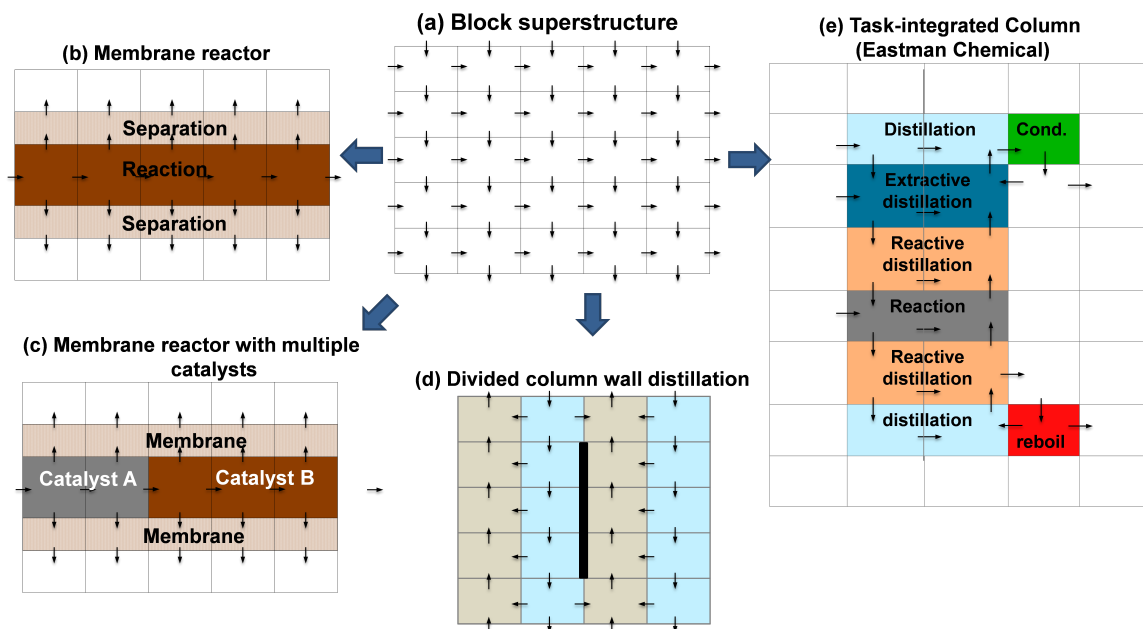 (a) Block superstructure
(b) Membrane reactor
Separation
Reaction
Separation
(c) Membrane reactor with multiple
catalysts
Membrane
Catalyst A
Catalyst B
Membrane
(d) Divided column wall distillation
(e) Task-integrated Column
(Eastman Chemical)
Distillation
Cond.
Extractive
distillation
Reactive
distillation
Reaction
Reactive
distillation
distillation
reboil